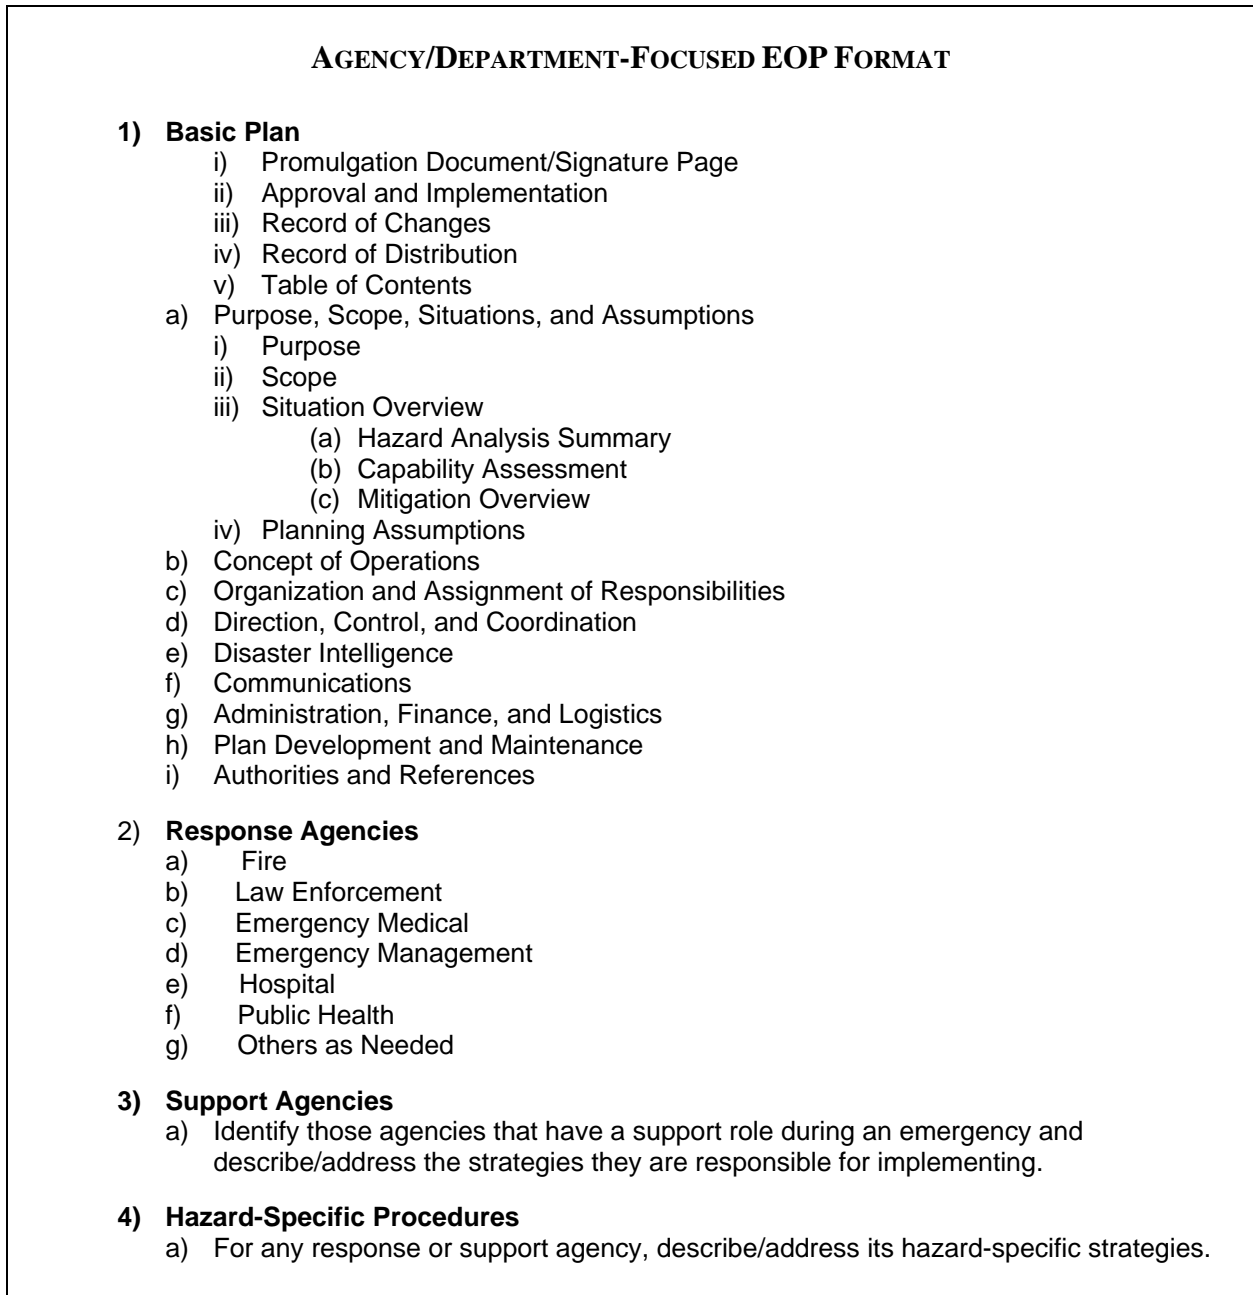 AGENCY/DEPARTMENT-FOCUSED EOP FORMAT
1) Basic Plan
i) Promulgation Document/Signature Page
ii) Approval and Implementation
iii) Record of Changes
iv) Record of Distribution
v) Table of Contents
a) Purpose, Scope, Situations, and Assumptions
i) Purpose
ii) Scope
iii) Situation Overview
(a) Hazard Analysis Summary
(b) Capability Assessment
(c) Mitigation Overview
iv) Planning Assumptions
b) Concept of Operations
c) Organization and Assignment of Responsibilities
d) Direction, Control, and Coordination
e) Disaster Intelligence
f) Communications
g) Administration, Finance, and Logistics
h) Plan Development and Maintenance
i) Authorities and References
2) Response Agencies
a) Fire
b) Law Enforcement
c) Emergency Medical
d) Emergency Management
e) Hospital
f) Public Health
g) Others as Needed
3) Support Agencies
a) Identify those agencies that have a support role during an emergency and
describe/address the strategies they are responsible for implementing.
4) Hazard-Specific Procedures
a) For any response or support agency, describe/address its hazard-specific strategies.